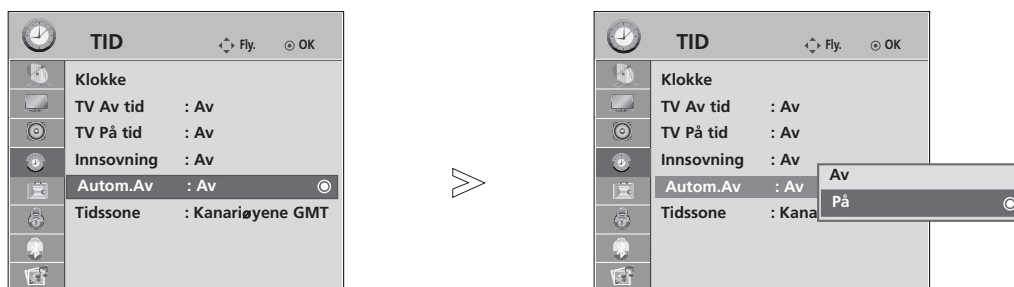 TID Fly. OK
Klokke
TV Av tid : Av
TV På tid : Av
Innsovning : Av
Autom.Av : Av
Tidssone : Kanariøyene GMT
TID Fly. OK
Klokke
TV Av tid : Av
TV På tid : Av
Innsovning : Av
Autom.Av : Av
Tidssone : Kana
Av
På